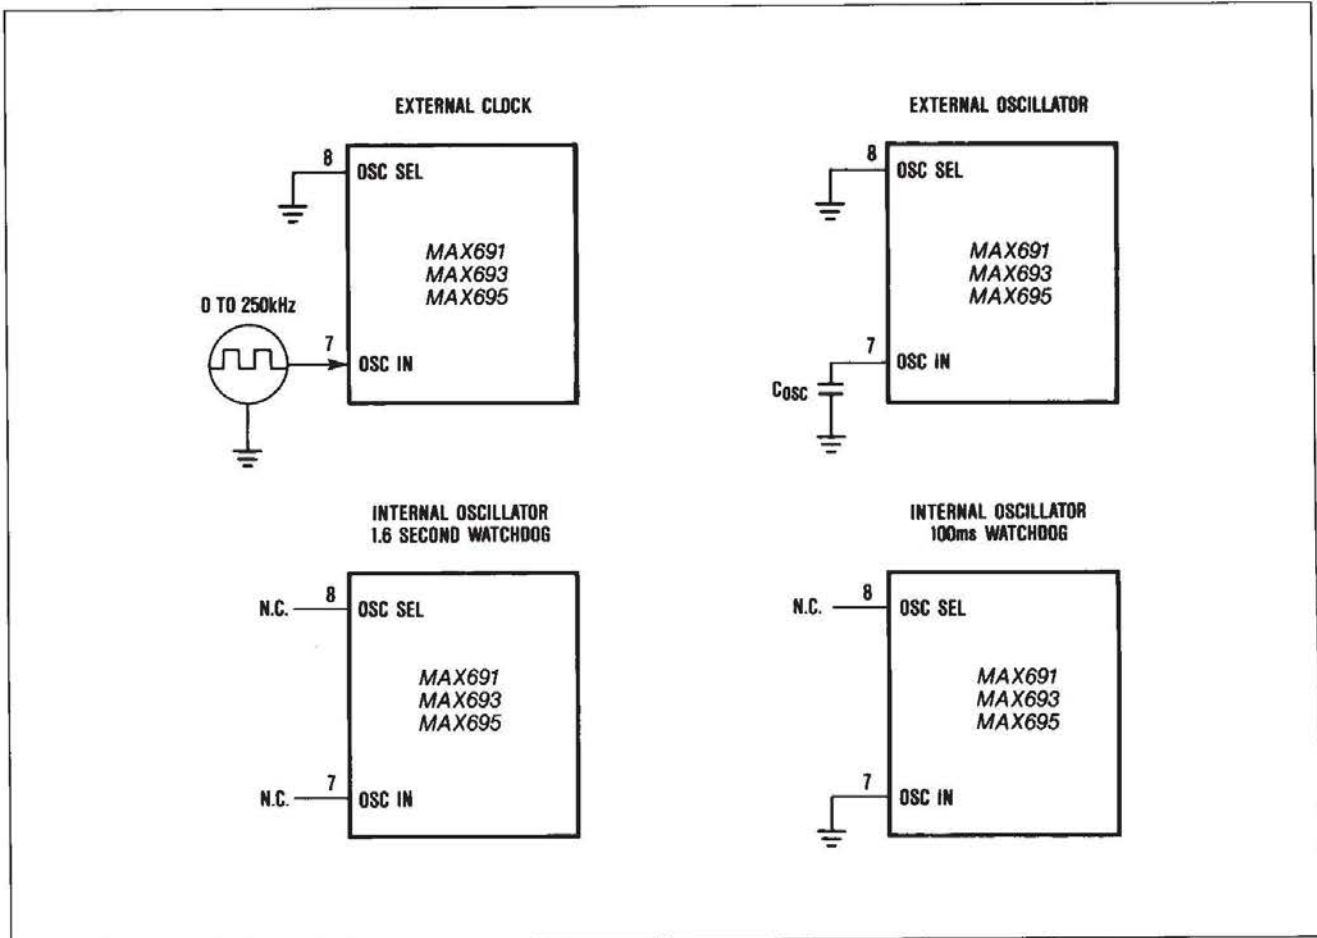 EXTERNAL CLOCK
8
OSC SEL
MAX691
MAX693
MAX695
0 TO 250kHz
7
OSC IN
EXTERNAL OSCILLATOR
8
OSC SEL
MAX691
MAX693
MAX695
7
OSC IN
COSC
INTERNAL OSCILLATOR
1.6 SECOND WATCHDOG
N.C.
8
OSC SEL
MAX691
MAX693
MAX695
N.C.
7
OSC IN
INTERNAL OSCILLATOR
100ms WATCHDOG
N.C.
8
OSC SEL
MAX691
MAX693
MAX695
7
OSC IN